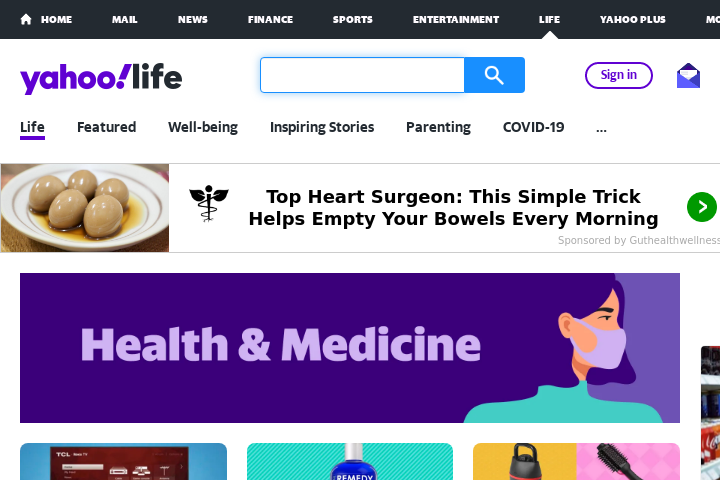 HOME MAIL NEWS FINANCE SPORTS ENTERTAINMENT LIFE YAHOO PLUS
yahoo!life
Sign in
Life Featured Well-being Inspiring Stories Parenting COVID-19 ...
Top Heart Surgeon: This Simple Trick
Helps Empty Your Bowels Every Morning
Sponsored by Guthealthwellness
Health & Medicine
TCL Roku TV
REMEDY